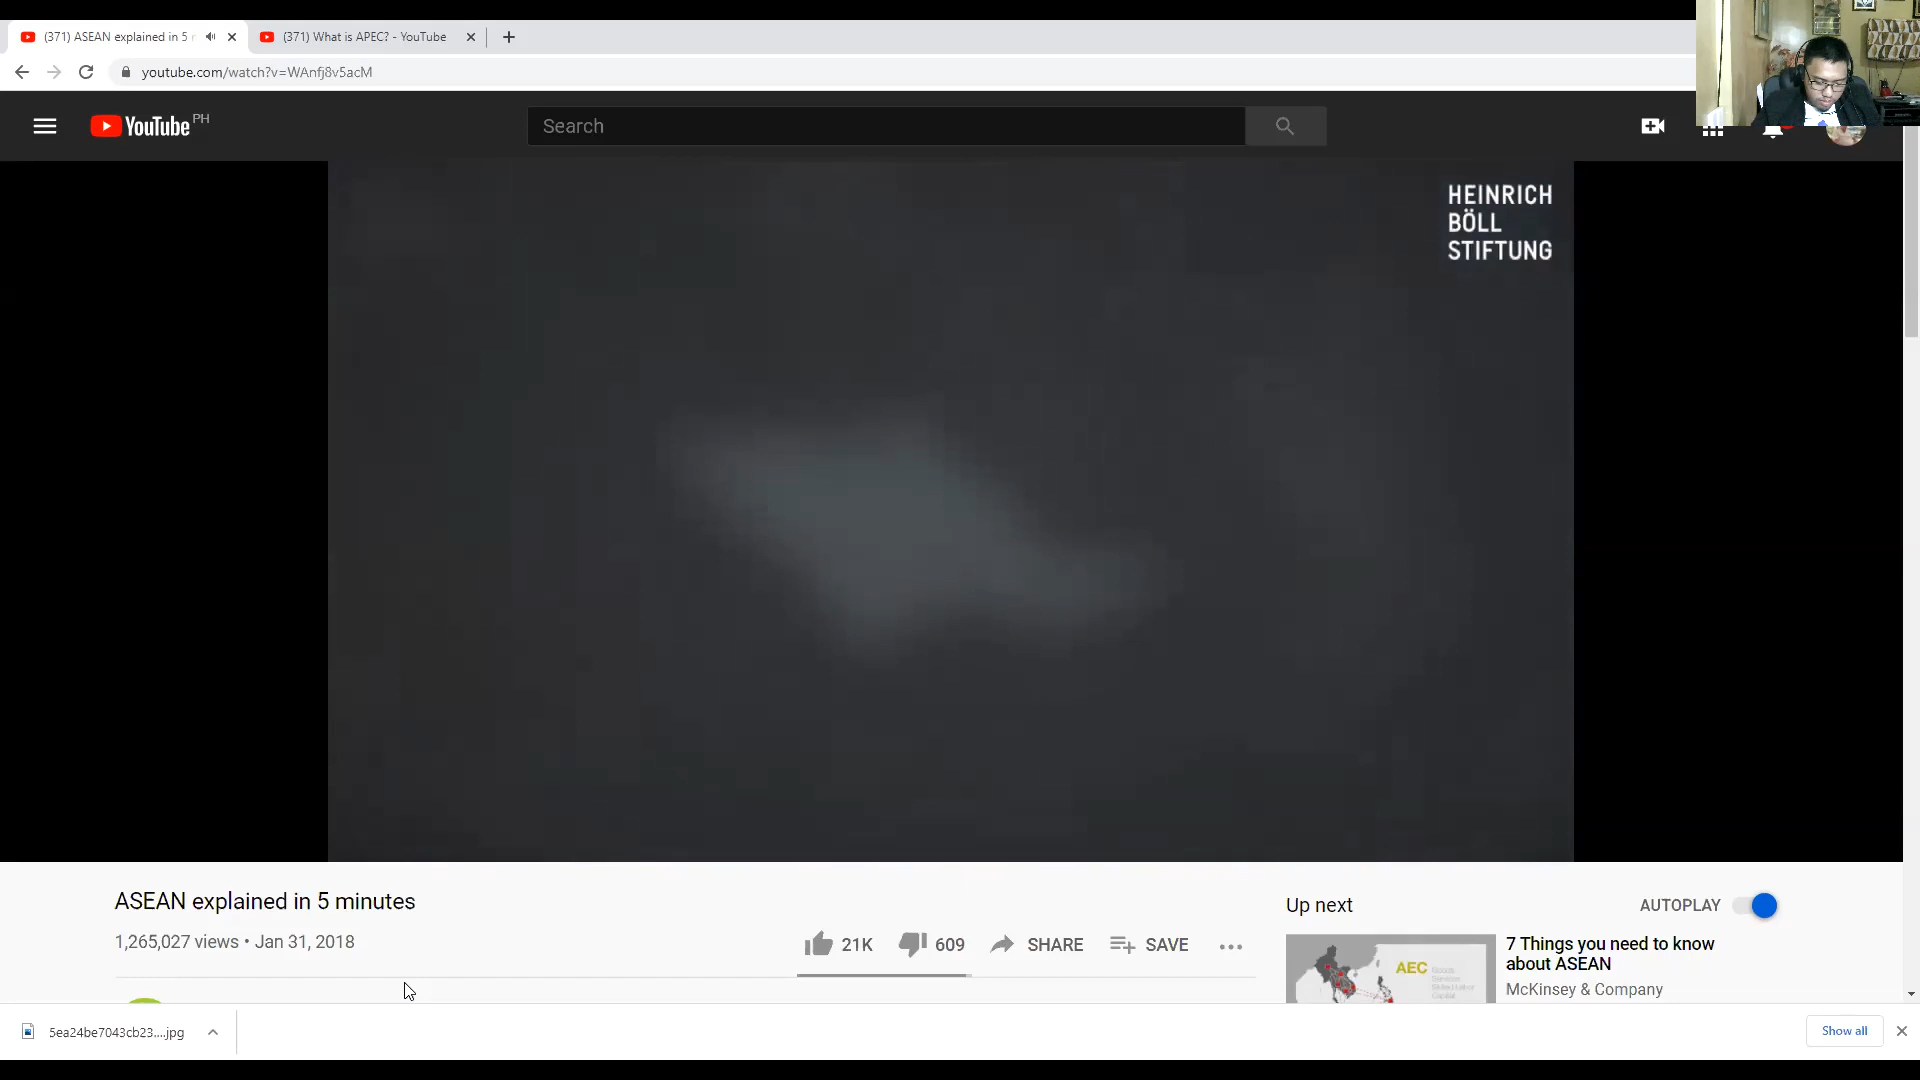 (371) ASEAN explained in 5
(371) What is APEC? - YouTube
youtube.com/watch?v=WAnfj8v5acM
YouTube PH
Search
HEINRICH
BÖLL
STIFTUNG
ASEAN explained in 5 minutes
1,265,027 views • Jan 31, 2018
21K
609
SHARE
SAVE
Up next
AUTOPLAY
AEC
7 Things you need to know
about ASEAN
McKinsey & Company
5ea24be7043cb23....jpg
Show all